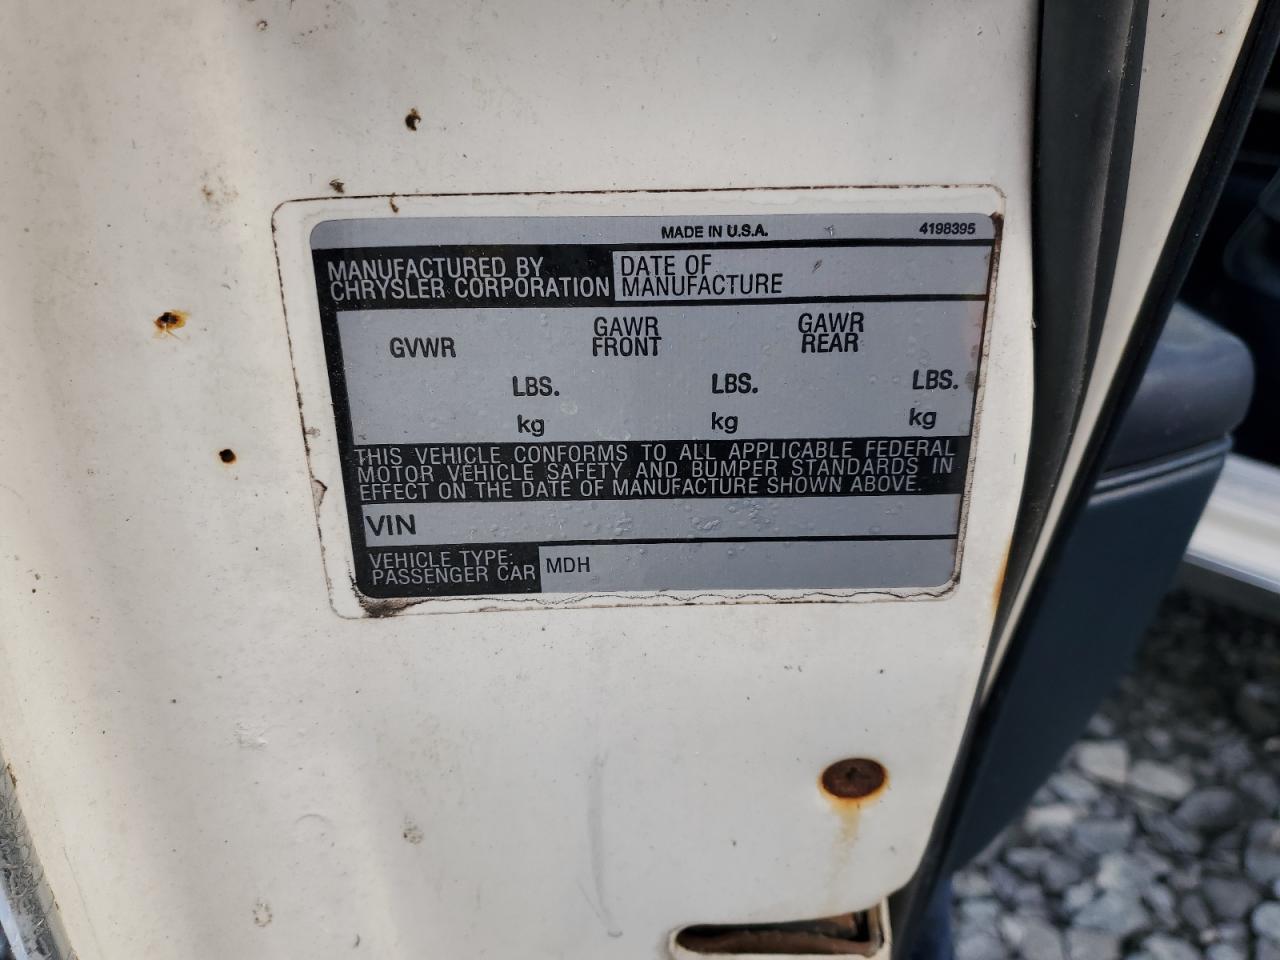 MADE IN U.S.A. 4198395
MANUFACTURED BY
CHRYSLER CORPORATION
DATE OF
MANUFACTURE
GVWR
GAWR
FRONT
GAWR
REAR
LBS. LBS. LBS.
kg kg kg
THIS VEHICLE CONFORMS TO ALL APPLICABLE FEDERAL
MOTOR VEHICLE SAFETY AND BUMPER STANDARDS IN
EFFECT ON THE DATE OF MANUFACTURE SHOWN ABOVE.
VIN
VEHICLE TYPE:
PASSENGER CAR
MDH